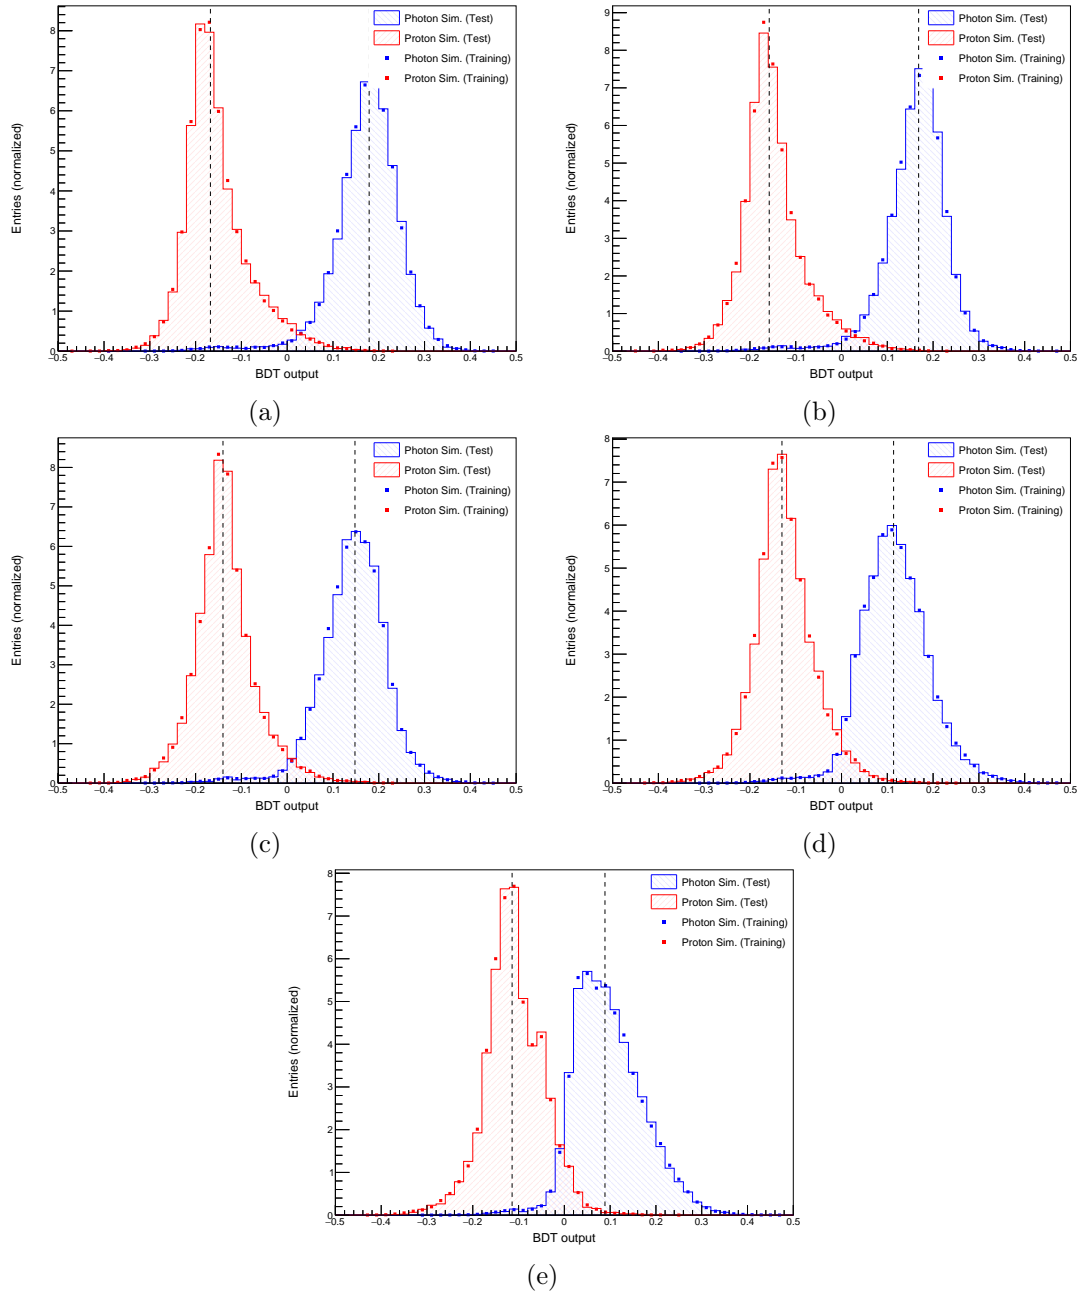 Entries (normalized)
8
7
6
5
4
3
2
1
0
Photon Sim. (Test)
Proton Sim. (Test)
Photon Sim. (Training)
Proton Sim. (Training)
−0.5 −0.4 −0.3 −0.2 −0.1 0 0.1 0.2 0.3 0.4 0.5
BDT output
(a)
Entries (normalized)
9
8
7
6
5
4
3
2
1
0
Photon Sim. (Test)
Proton Sim. (Test)
Photon Sim. (Training)
Proton Sim. (Training)
−0.5 −0.4 −0.3 −0.2 −0.1 0 0.1 0.2 0.3 0.4 0.5
BDT output
(b)
Entries (normalized)
8
7
6
5
4
3
2
1
0
Photon Sim. (Test)
Proton Sim. (Test)
Photon Sim. (Training)
Proton Sim. (Training)
−0.5 −0.4 −0.3 −0.2 −0.1 0 0.1 0.2 0.3 0.4 0.5
BDT output
(c)
Entries (normalized)
8
7
6
5
4
3
2
1
0
Photon Sim. (Test)
Proton Sim. (Test)
Photon Sim. (Training)
Proton Sim. (Training)
−0.5 −0.4 −0.3 −0.2 −0.1 0 0.1 0.2 0.3 0.4 0.5
BDT output
(d)
Entries (normalized)
8
7
6
5
4
3
2
1
0
Photon Sim. (Test)
Proton Sim. (Test)
Photon Sim. (Training)
Proton Sim. (Training)
−0.5 −0.4 −0.3 −0.2 −0.1 0 0.1 0.2 0.3 0.4 0.5
BDT output
(e)